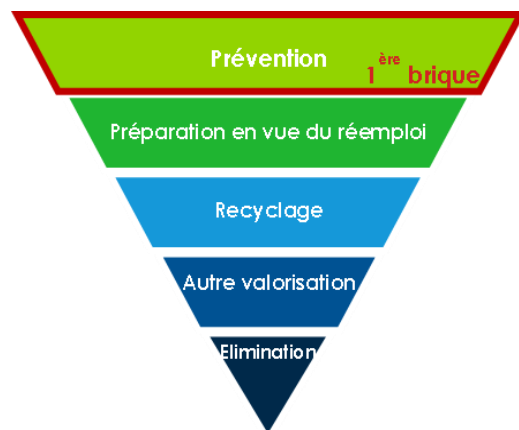 Prévention
1ère brique
Préparation en vue du réemploi
Recyclage
Autre valorisation
Elimination